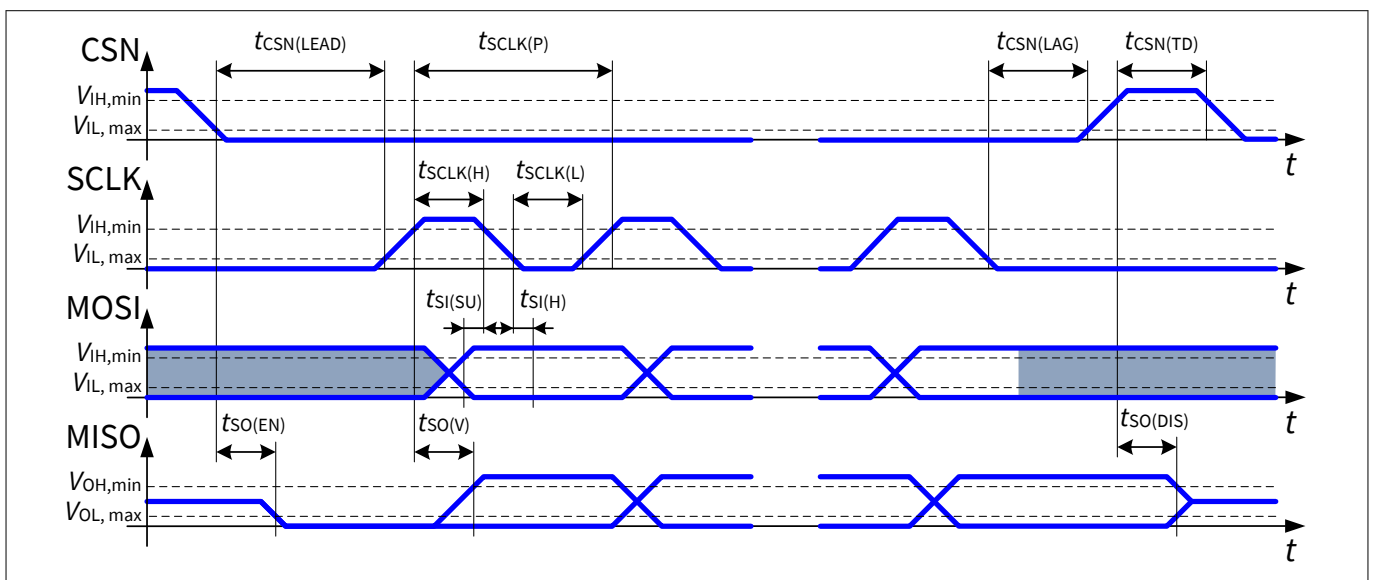 CSN
tCSN(LEAD)
tSCLK(P)
tCSN(LAG)
tCSN(TD)
VIH,min
VIL, max
t
SCLK
tSCLK(H)
tSCLK(L)
VIH,min
VIL, max
t
MOSI
tSI(SU)
tSI(H)
VIH,min
VIL, max
t
MISO
tSO(EN)
tSO(V)
tSO(DIS)
VOH,min
VOL, max
t